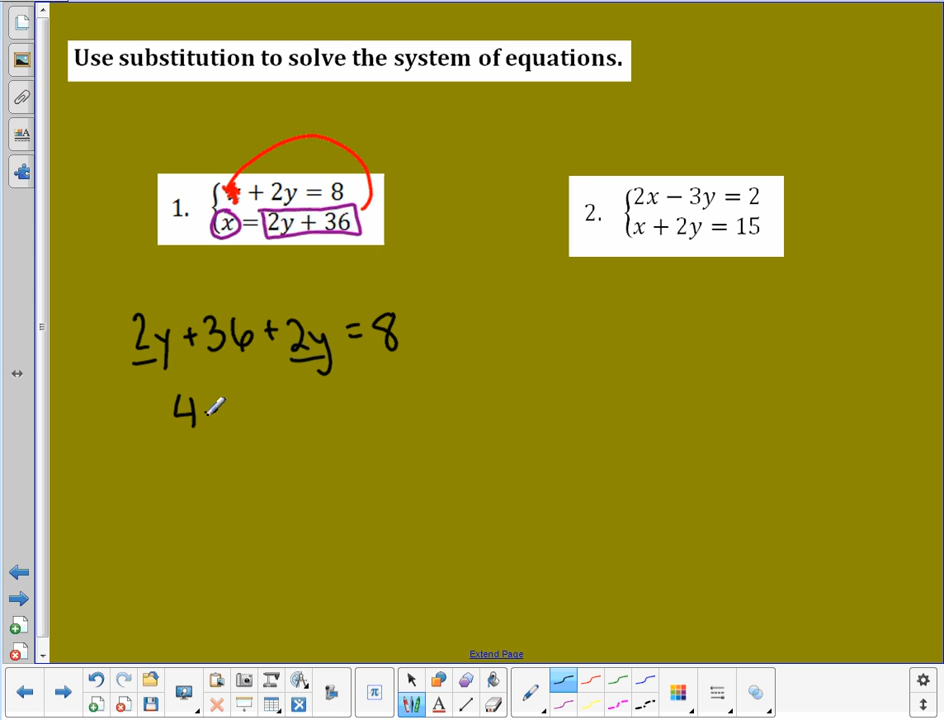 Use substitution to solve the system of equations.
1. + 2y = 8
x = 2y + 36
2. 2x − 3y = 2
x + 2y = 15
2y+36+2y=8
4
Extend Page